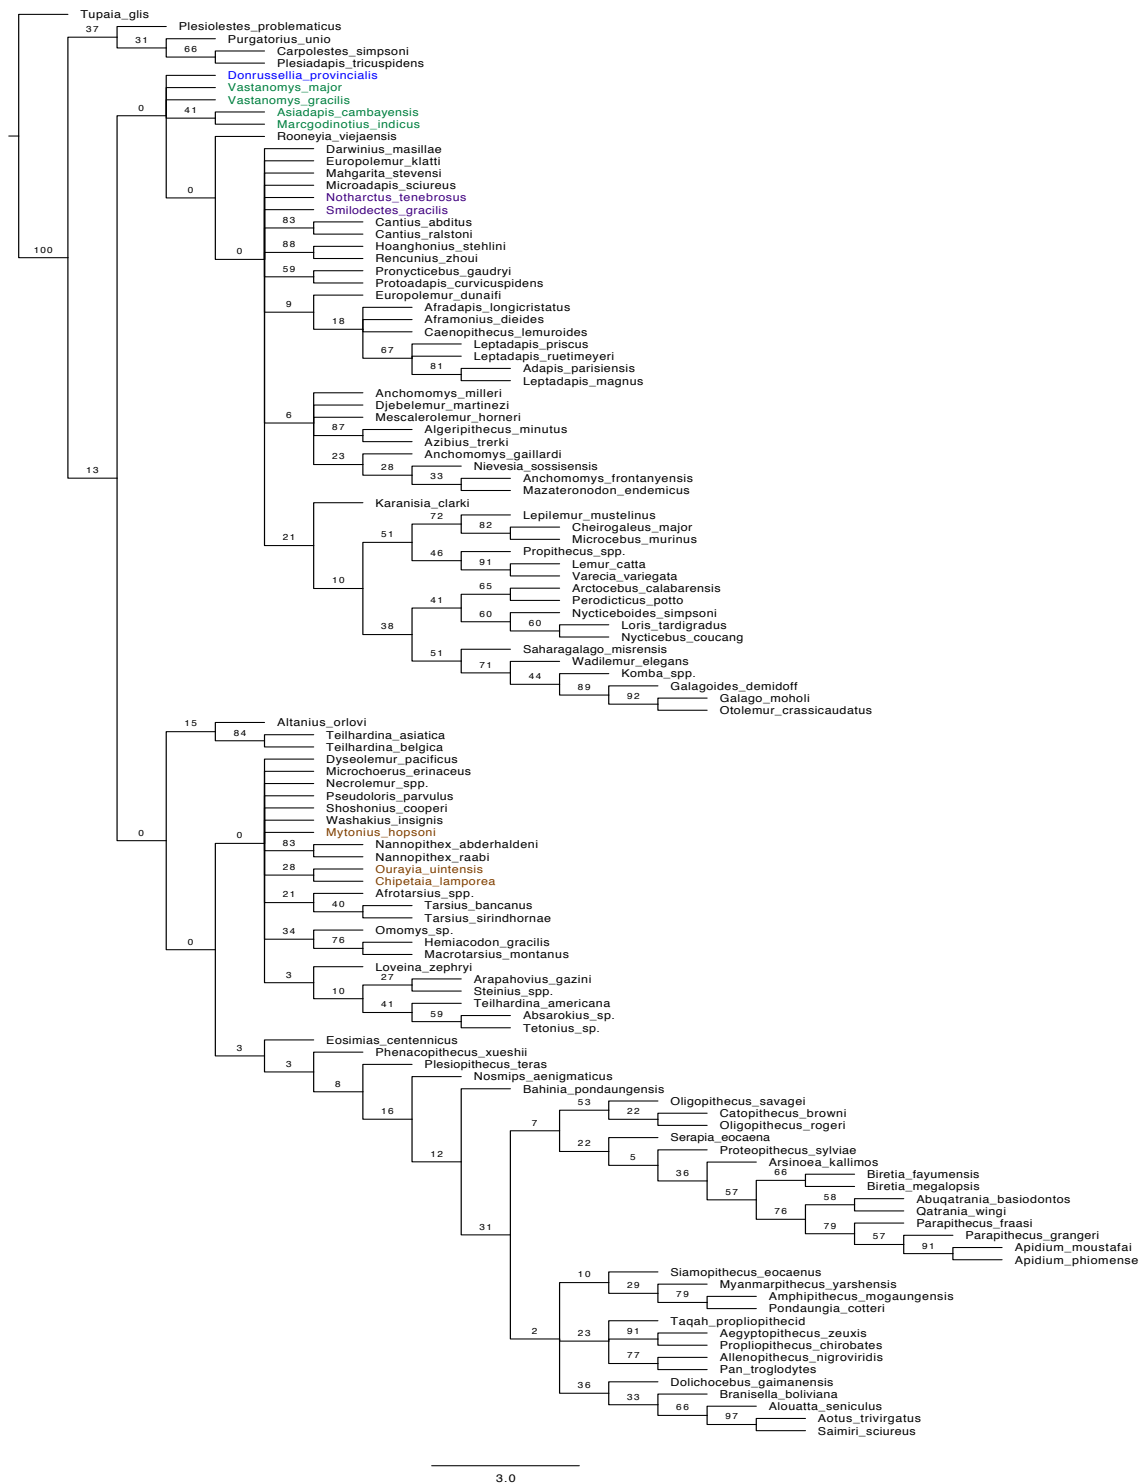 Tupaia_glis
37
Plesiolestes_problematicus
31
Purgatorius_unio
66
Carpolestes_simpsoni
Plesiadapis_tricuspidens
Donrussellia_provincialis
Vastanomys_major
Vastanomys_gracilis
0
41
Asiadapis_cambayensis
Marcgodinotius_indicus
Rooneyia_viejaensis
Darwinius_masillae
Europolemur_klatti
Mahgarita_stevensi
Microadapis_sciureus
0
Notharctus_tenebrosus
Smilodectes_gracilis
83
Cantius_abditus
Cantius_ralstoni
100
0
88
Hoanghonius_stehlini
Rencunius_zhoui
59
Pronycticebus_gaudryi
Protoadapis_curvicuspidens
9
Europolemur_dunaifi
Afradapis_longicristatus
18
Aframonius_dieides
Caenopithecus_lemuroides
67
Leptadapis_priscus
Leptadapis_ruetimeyeri
81
Adapis_parisiensis
Leptadapis_magnus
Anchomomys_milleri
Djebelemur_martinezi
6
Mescalerolemur_horneri
87
Algeripithecus_minutus
Azibius_trerki
23
Anchomomys_gaillardi
28
Nievesia_sossisensis
13
33
Anchomomys_frontanyensis
Mazateronodon_endemicus
Karanisia_clarki
72
Lepilemur_mustelinus
82
Cheirogaleus_major
21
51
Microcebus_murinus
46
Propithecus_spp.
91
Lemur_catta
Varecia_variegata
10
65
Arctocebus_calabarensis
41
Perodicticus_potto
60
Nycticeboides_simpsoni
60
Loris_tardigradus
38
Nycticebus_coucang
51
Saharagalago_misrensis
71
Wadilemur_elegans
44
Komba_spp.
89
Galagoides_demidoff
92
Galago_moholi
Otolemur_crassicaudatus
15
Altanius_orlovi
84
Teilhardina_asiatica
Teilhardina_belgica
Dyseolemur_pacificus
Microchoerus_erinaceus
Necrolemur_spp.
Pseudoloris_parvulus
Shoshonius_cooperi
Washakius_insignis
0
0
Mytonius_hopsoni
83
Nannopithex_abderhaldeni
Nannopithex_raabi
28
Ourayia_uintensis
Chipetaia_lamporea
21
Afrotarsius_spp.
40
Tarsius_bancanus
Tarsius_sirindhornae
34
Omomys_sp.
0
76
Hemiacodon_gracilis
Macrotarsius_montanus
3
Loveina_zephryi
27
Arapahovius_gazini
10
Steinius_spp.
41
Teilhardina_americana
59
Absarokius_sp.
Tetonius_sp.
3
Eosimias_centennicus
3
Phenacopithecus_xueshii
8
Plesiopithecus_teras
Nosmips_aenigmaticus
16
Bahinia_pondaungensis
53
Oligopithecus_savagei
22
Catopithecus_browni
7
Oligopithecus_rogeri
22
Serapia_eocaena
12
5
Proteopithecus_sylviae
Arsinoea_kallimos
36
66
Biretia_fayumensis
Biretia_megalopsis
57
58
Abuqatrania_basiodontos
76
Qatrania_wingi
31
79
Parapithecus_fraasi
57
Parapithecus_grangeri
91
Apidium_moustafai
Apidium_phiomense
10
Siamopithecus_eocaenus
29
Myanmarpithecus_yarshensis
79
Amphipithecus_mogaungensis
Pondaungia_cotteri
Taqah_propliopithecid
2
23
91
Aegyptopithecus_zeuxis
Propliopithecus_chirobates
77
Allenopithecus_nigroviridis
Pan_troglodytes
36
Dolichocebus_gaimanensis
33
Branisella_boliviana
66
Alouatta_seniculus
97
Aotus_trivirgatus
Saimiri_sciureus
3.0